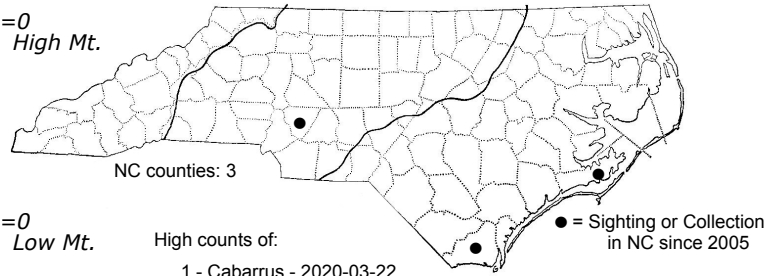 =0
High Mt.
NC counties: 3
=0
Low Mt.
High counts of:
1 - Cabarrus - 2020-03-22
● = Sighting or Collection
in NC since 2005